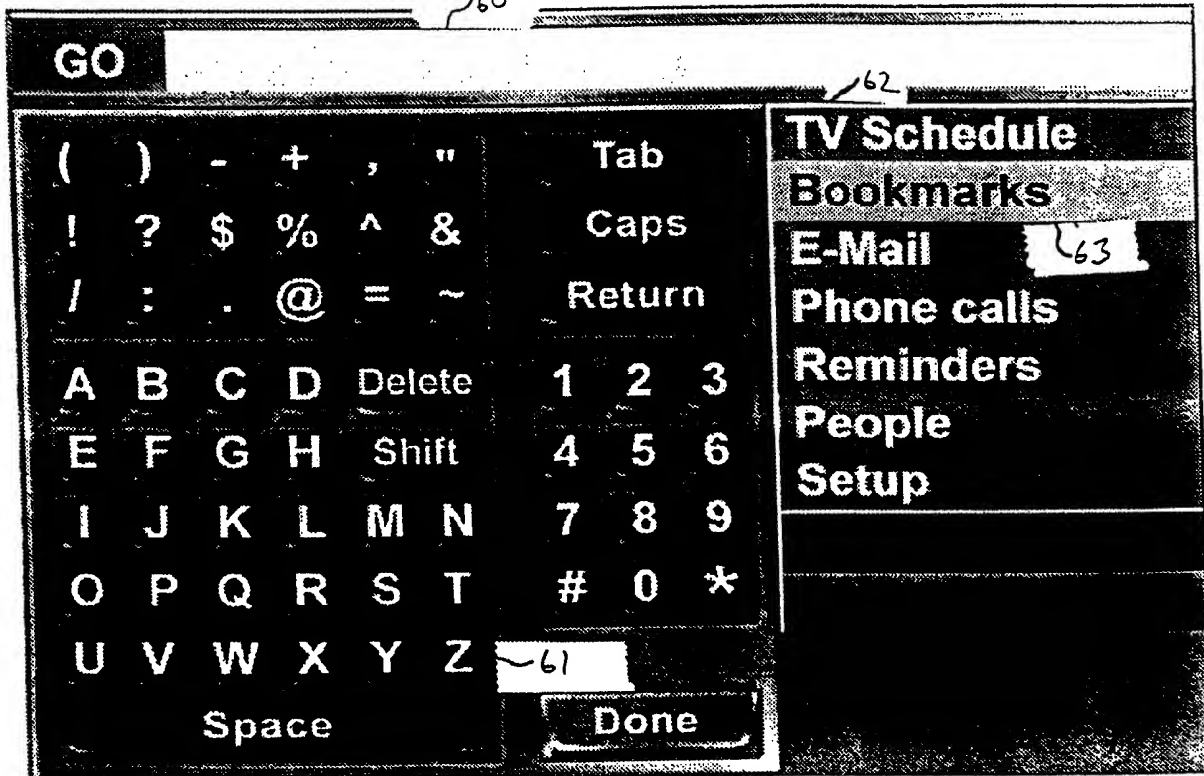 60
GO
62
( ) - + , " Tab
! ? $ % ^ & Caps
/ : . @ = ~ Return
A B C D Delete 1 2 3
E F G H Shift 4 5 6
I J K L M N 7 8 9
O P Q R S T # 0 *
U V W X Y Z 61
Space Done
TV Schedule
Bookmarks
E-Mail 63
Phone calls
Reminders
People
Setup